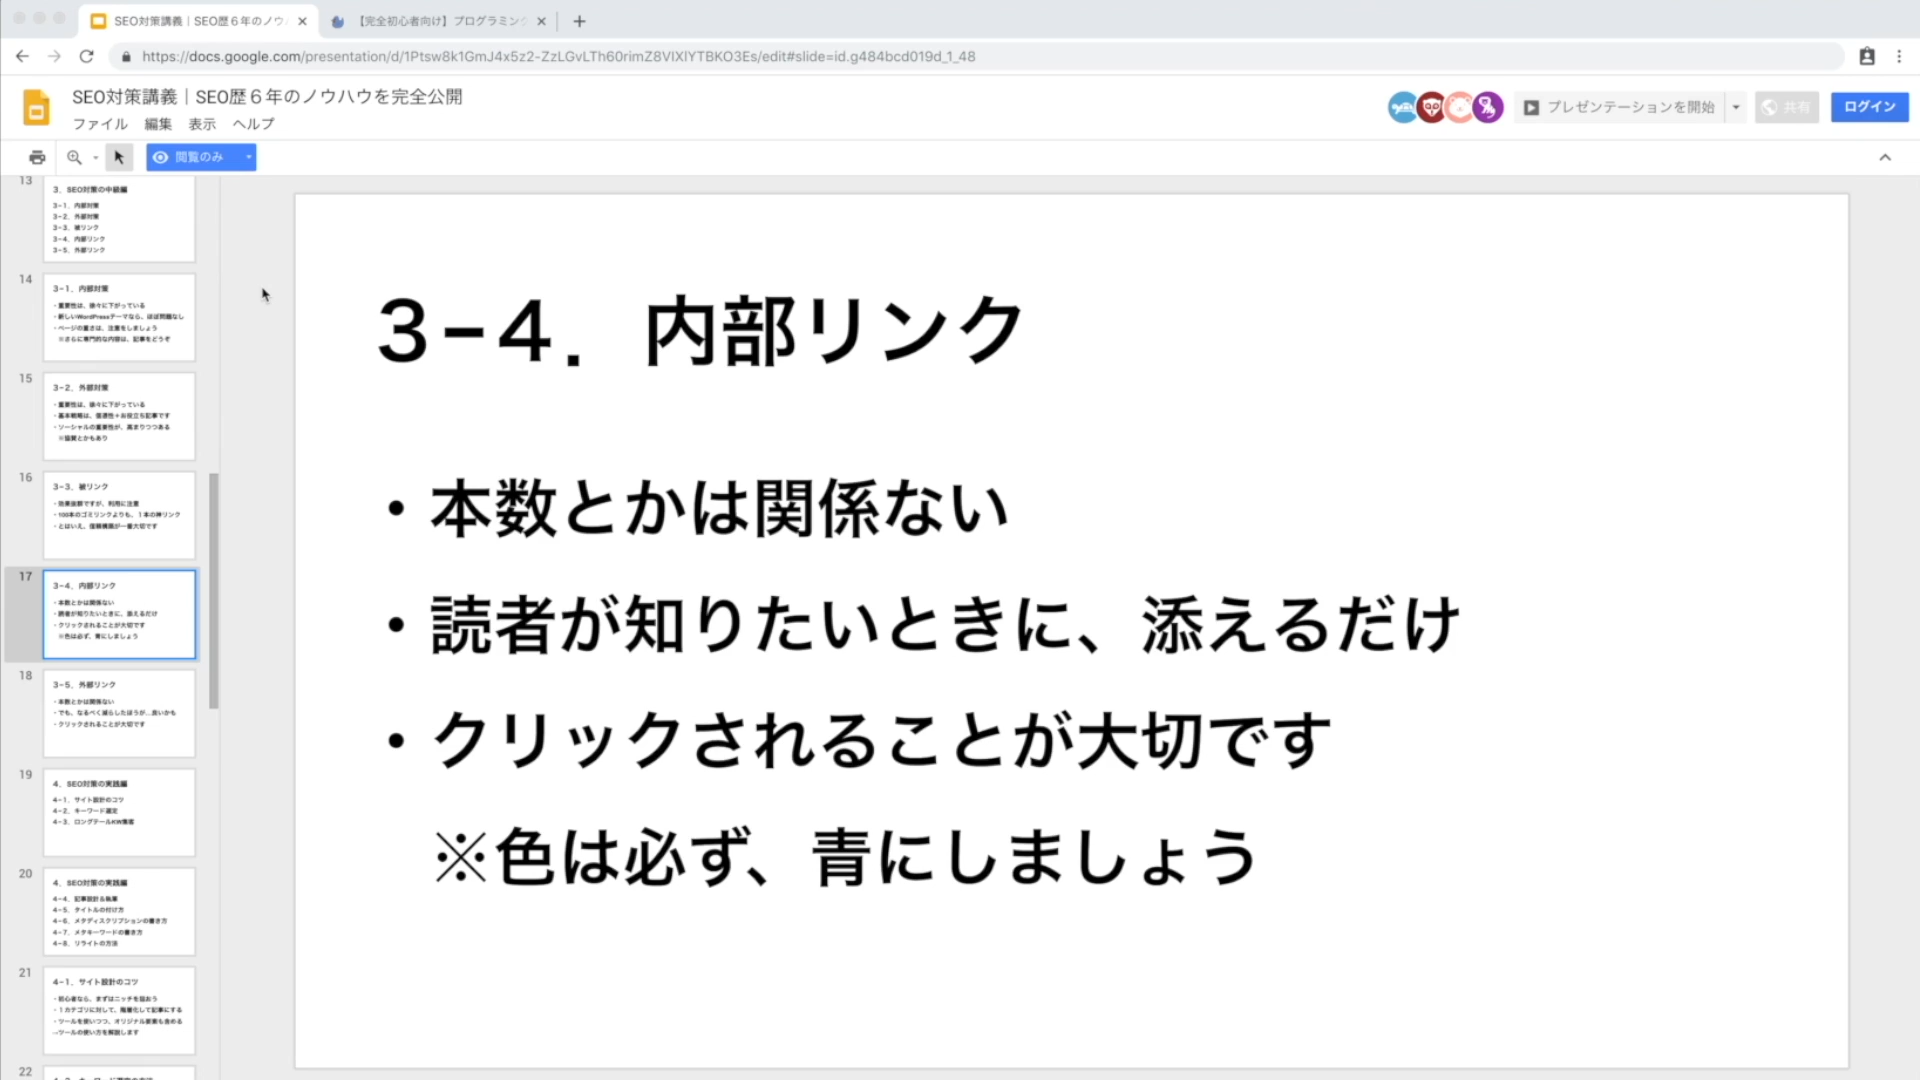 SEO対策講義｜SEO歴６年のノウ
【完全初心者向け】プログラミング
https://docs.google.com/presentation/d/1Ptsw8k1GmJ4x5z2-ZzLGvLTh60rimZ8VIXlYTBKO3Es/edit#slide=id.g484bcd019d_1_48
SEO対策講義｜SEO歴６年のノウハウを完全公開
ファイル 編集 表示 ヘルプ
プレゼンテーションを開始
共有
ログイン
閲覧のみ
13
3．SEO対策の中級編
3−1．内部対策
3−2．外部対策
3−3．被リンク
3−4．内部リンク
3−5．外部リンク
14
3−1．内部対策
・重要性は、徐々に下がっている
・新しいWordPressテーマなら、ほぼ問題なし
・ページの重さは、注意をしましょう
※さらに専門的な内容は、記事をどうぞ
15
3−2．外部対策
・重要性は、徐々に下がっている
・基本戦略は、信憑性＋お役立ち記事です
・ソーシャルの重要性が、高まりつつある
※協賛とかもあり
16
3−3．被リンク
・効果抜群ですが、利用に注意
・100本のゴミリンクよりも、１本の神リンク
・とはいえ、信頼構築が一番大切です
17
3−4．内部リンク
・本数とかは関係ない
・読者が知りたいときに、添えるだけ
・クリックされることが大切です
※色は必ず、青にしましょう
18
3−5．外部リンク
・本数とかは関係ない
・でも、なるべく減らしたほうが…良いかも
・クリックされることが大切です
19
4．SEO対策の実践編
4−1．サイト設計のコツ
4−2．キーワード選定
4−3．ロングテールKW集客
20
4．SEO対策の実践編
4−4．記事設計＆執筆
4−5．タイトルの付け方
4−6．メタディスクリプションの書き方
4−7．メタキーワードの書き方
4−8．リライトの方法
21
4−1．サイト設計のコツ
・初心者なら、まずはニッチを狙おう
・１カテゴリに対して、階層化して記事にする
・ツールを使いつつ、オリジナル要素も含める
→ツールの使い方を解説します
22
３−４．内部リンク
・本数とかは関係ない
・読者が知りたいときに、添えるだけ
・クリックされることが大切です
※色は必ず、青にしましょう